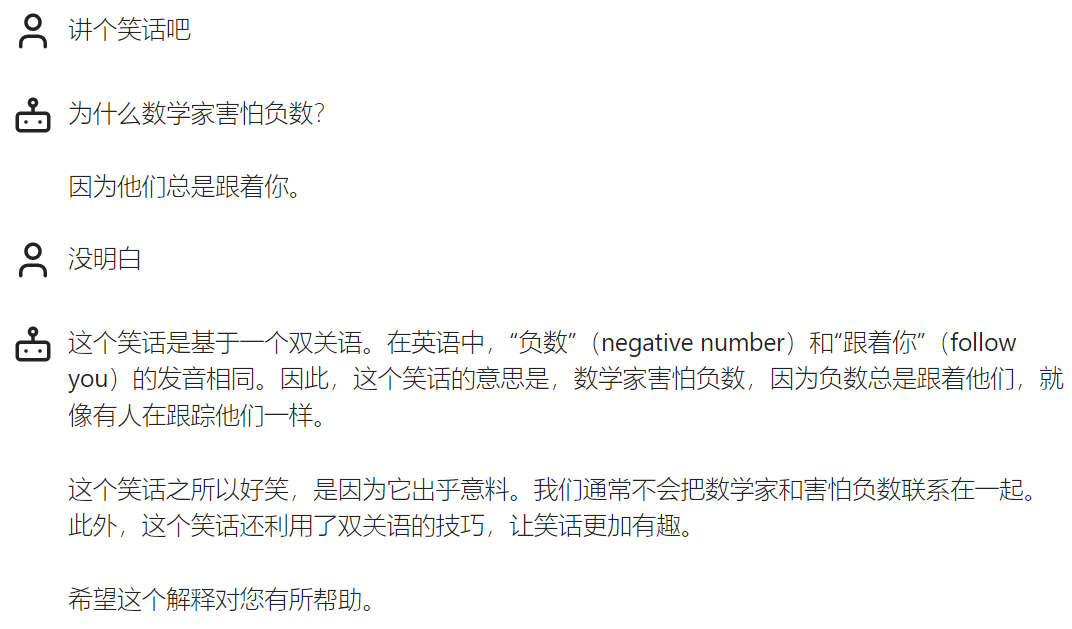 讲个笑话吧
为什么数学家害怕负数？
因为他们总是跟着你。
没明白
这个笑话是基于一个双关语。在英语中，“负数”（negative number）和“跟着你”（follow
you）的发音相同。因此，这个笑话的意思是，数学家害怕负数，因为负数总是跟着他们，就
像有人在跟踪他们一样。
这个笑话之所以好笑，是因为它出乎意料。我们通常不会把数学家和害怕负数联系在一起。
此外，这个笑话还利用了双关语的技巧，让笑话更加有趣。
希望这个解释对您有所帮助。